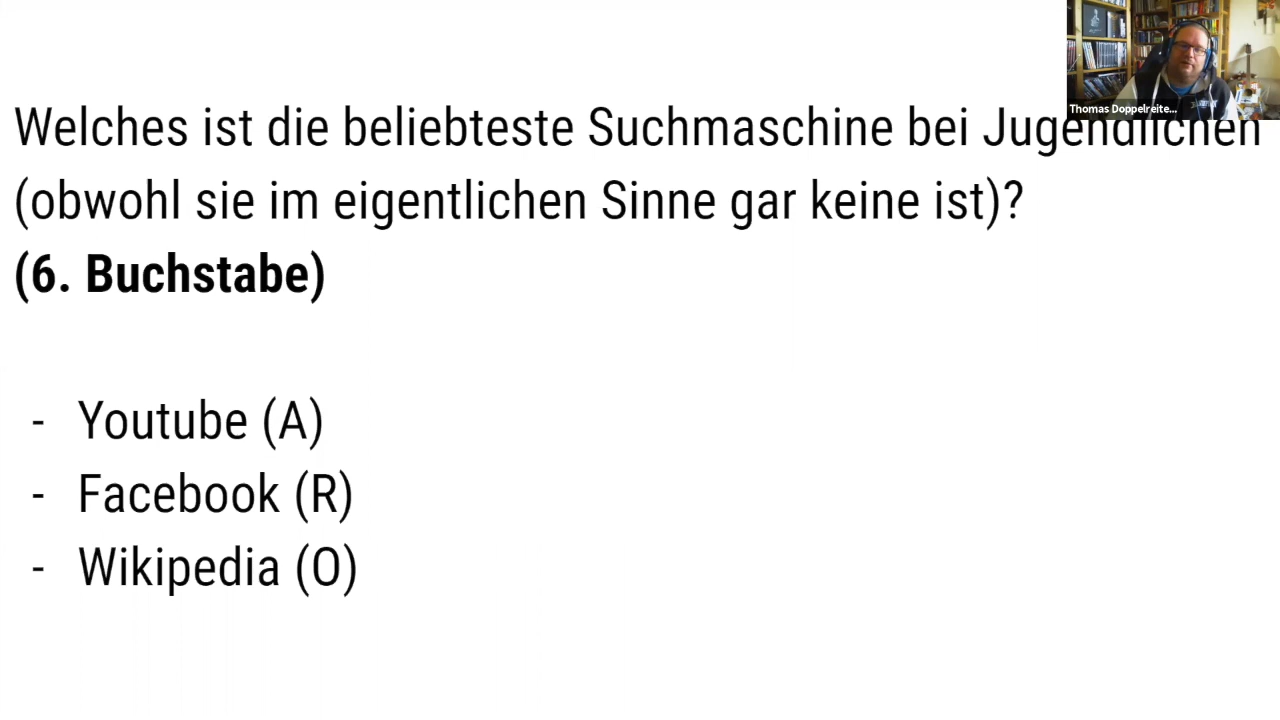 Welches ist die beliebteste Suchmaschine bei Jugendlichen
(obwohl sie im eigentlichen Sinne gar keine ist)?
(6. Buchstabe)
- Youtube (A)
- Facebook (R)
- Wikipedia (O)
Thomas Doppelreite...